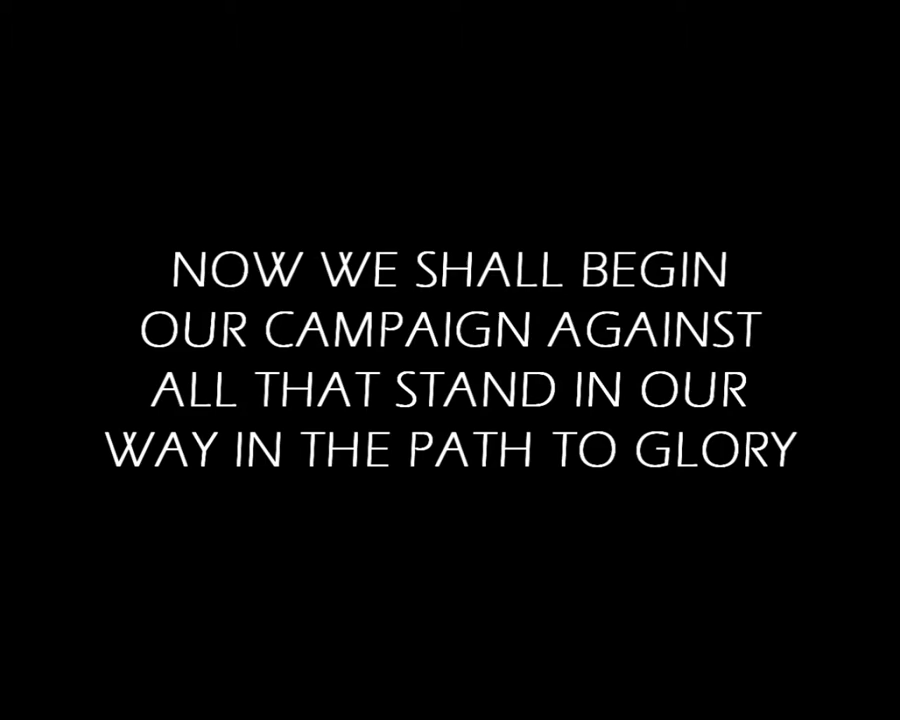 NOW WE SHALL BEGIN
OUR CAMPAIGN AGAINST
ALL THAT STAND IN OUR
WAY IN THE PATH TO GLORY